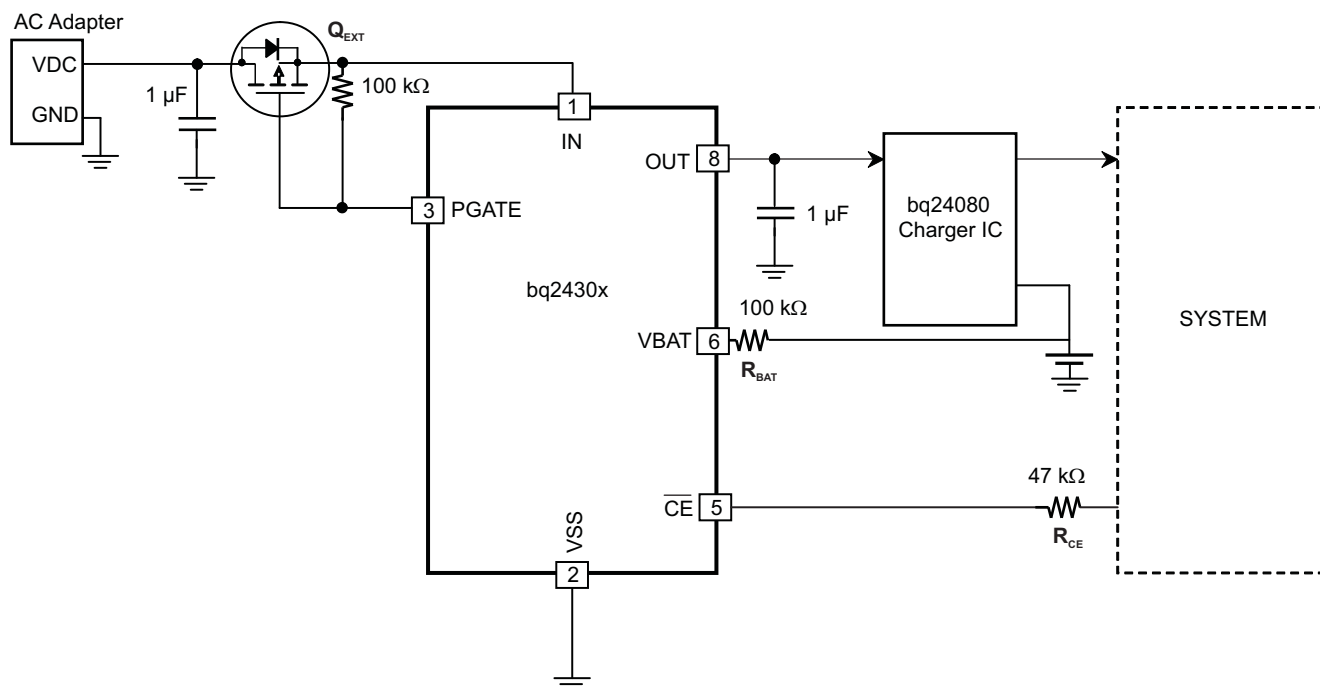 AC Adapter
VDC
GND
1 µF
Q_EXT
100 kΩ
1
IN
3
PGATE
OUT
8
1 µF
bq24080
Charger IC
bq2430x
VBAT
6
100 kΩ
R_BAT
SYSTEM
C̅E̅
5
47 kΩ
R_CE
VSS
2